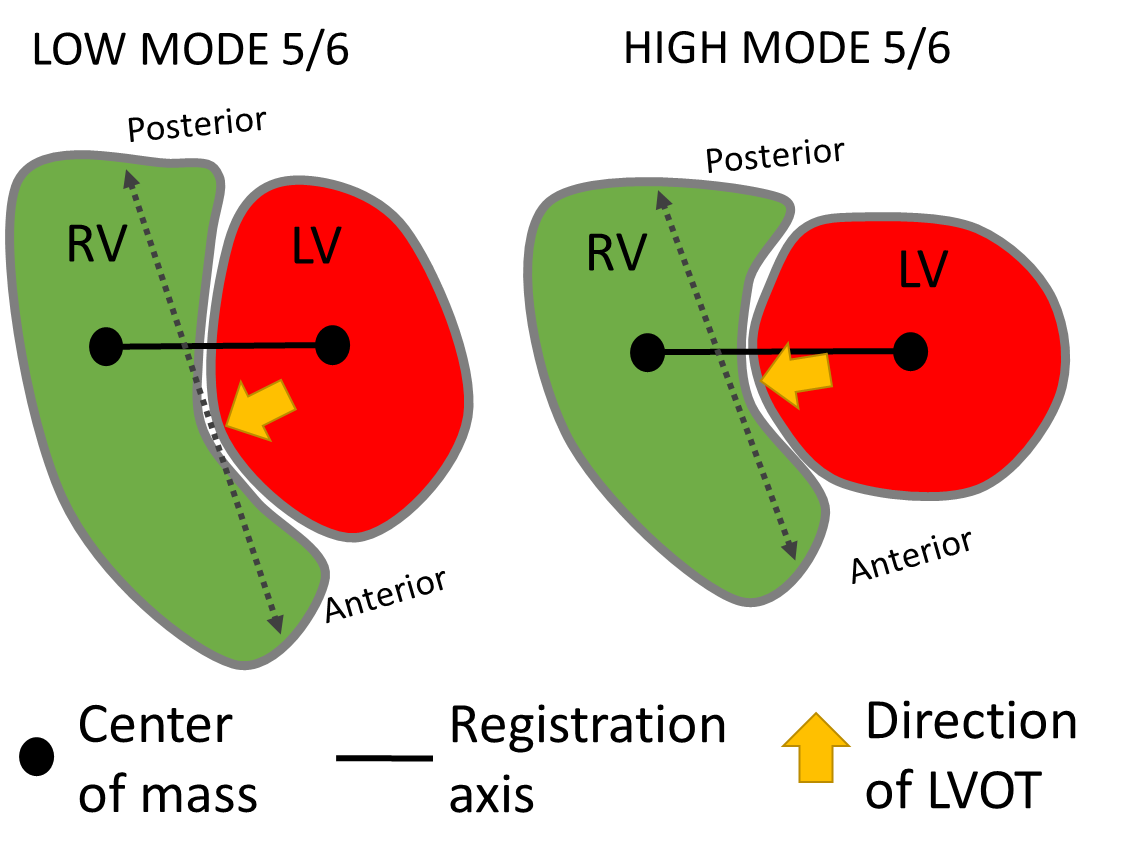 LOW MODE 5/6
HIGH MODE 5/6
Posterior
Posterior
RV
LV
RV
LV
Anterior
Anterior
Center
of mass
Registration
axis
Direction
of LVOT